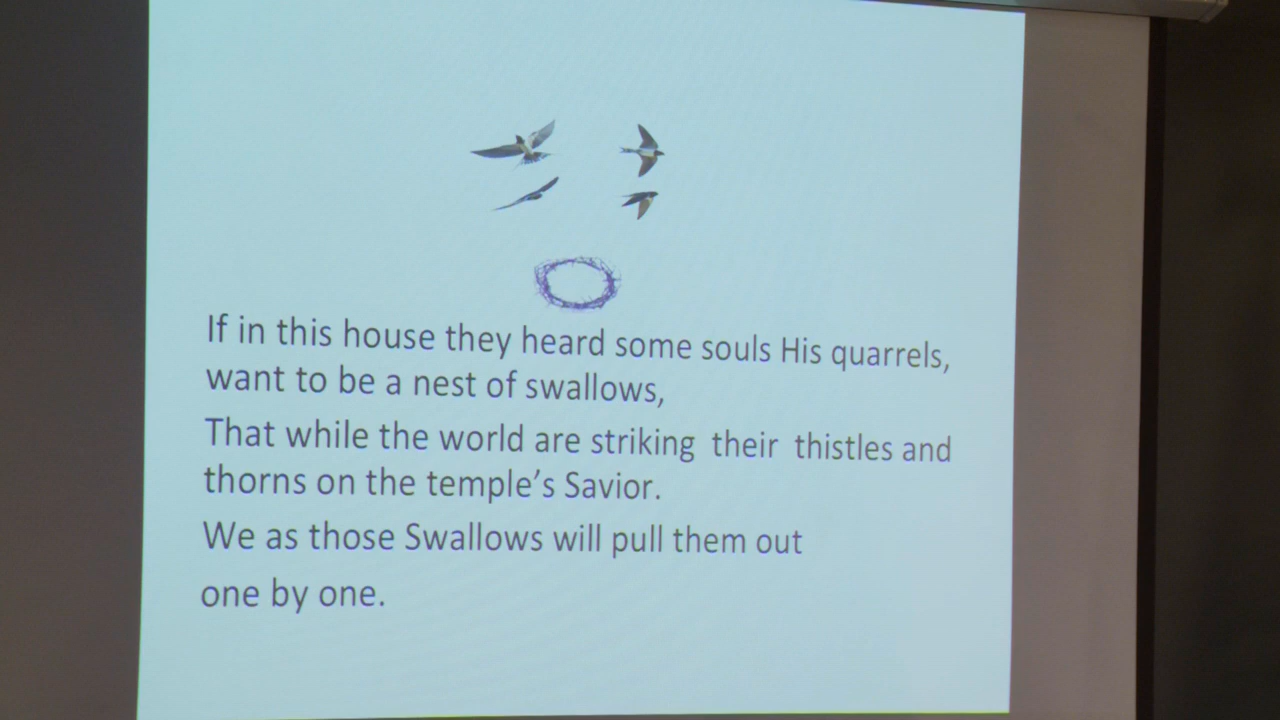 If in this house they heard some souls His quarrels,
want to be a nest of swallows,
That while the world are striking their thistles and
thorns on the temple's Savior.
We as those Swallows will pull them out
one by one.